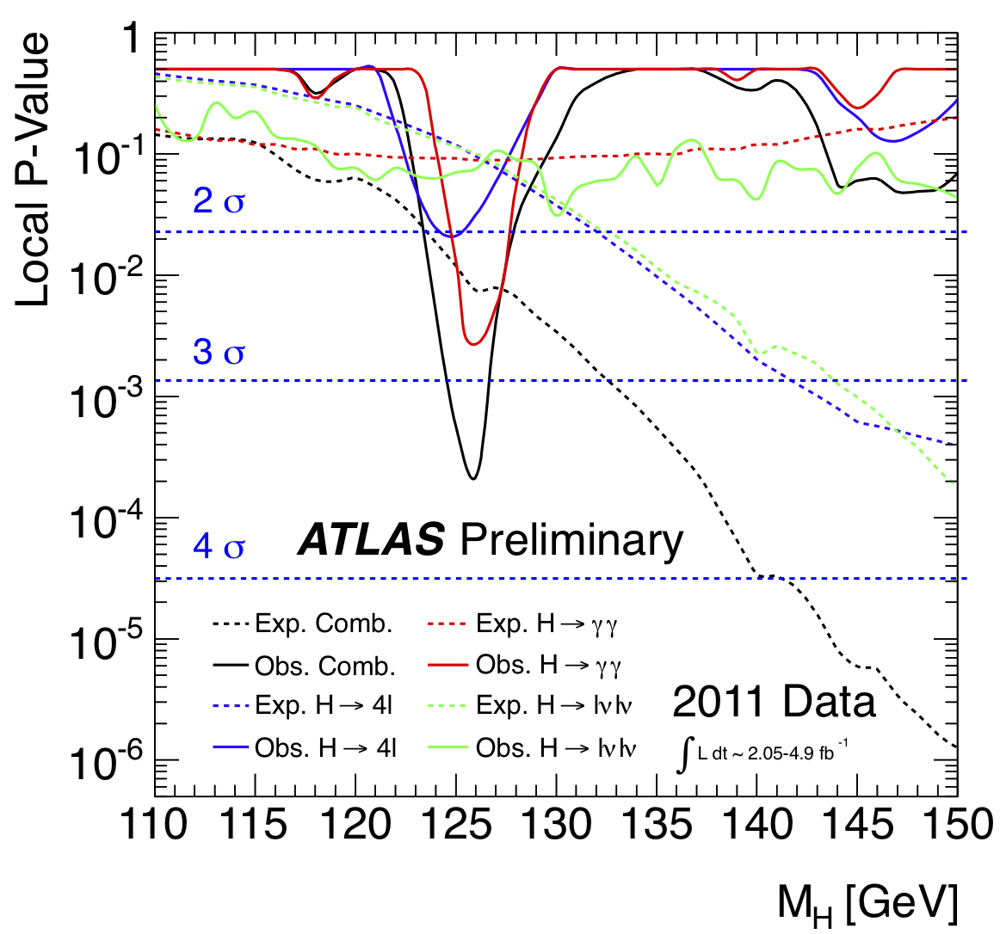 Local P-Value
1
10-1
10-2
10-3
10-4
10-5
10-6
2 σ
3 σ
4 σ
ATLAS Preliminary
Exp. Comb.
Exp. H → γγ
Obs. Comb.
Obs. H → γγ
Exp. H → 4l
Exp. H → lνlν
Obs. H → 4l
Obs. H → lνlν
2011 Data
∫ L dt ~ 2.05-4.9 fb-1
110 115 120 125 130 135 140 145 150
MH [GeV]